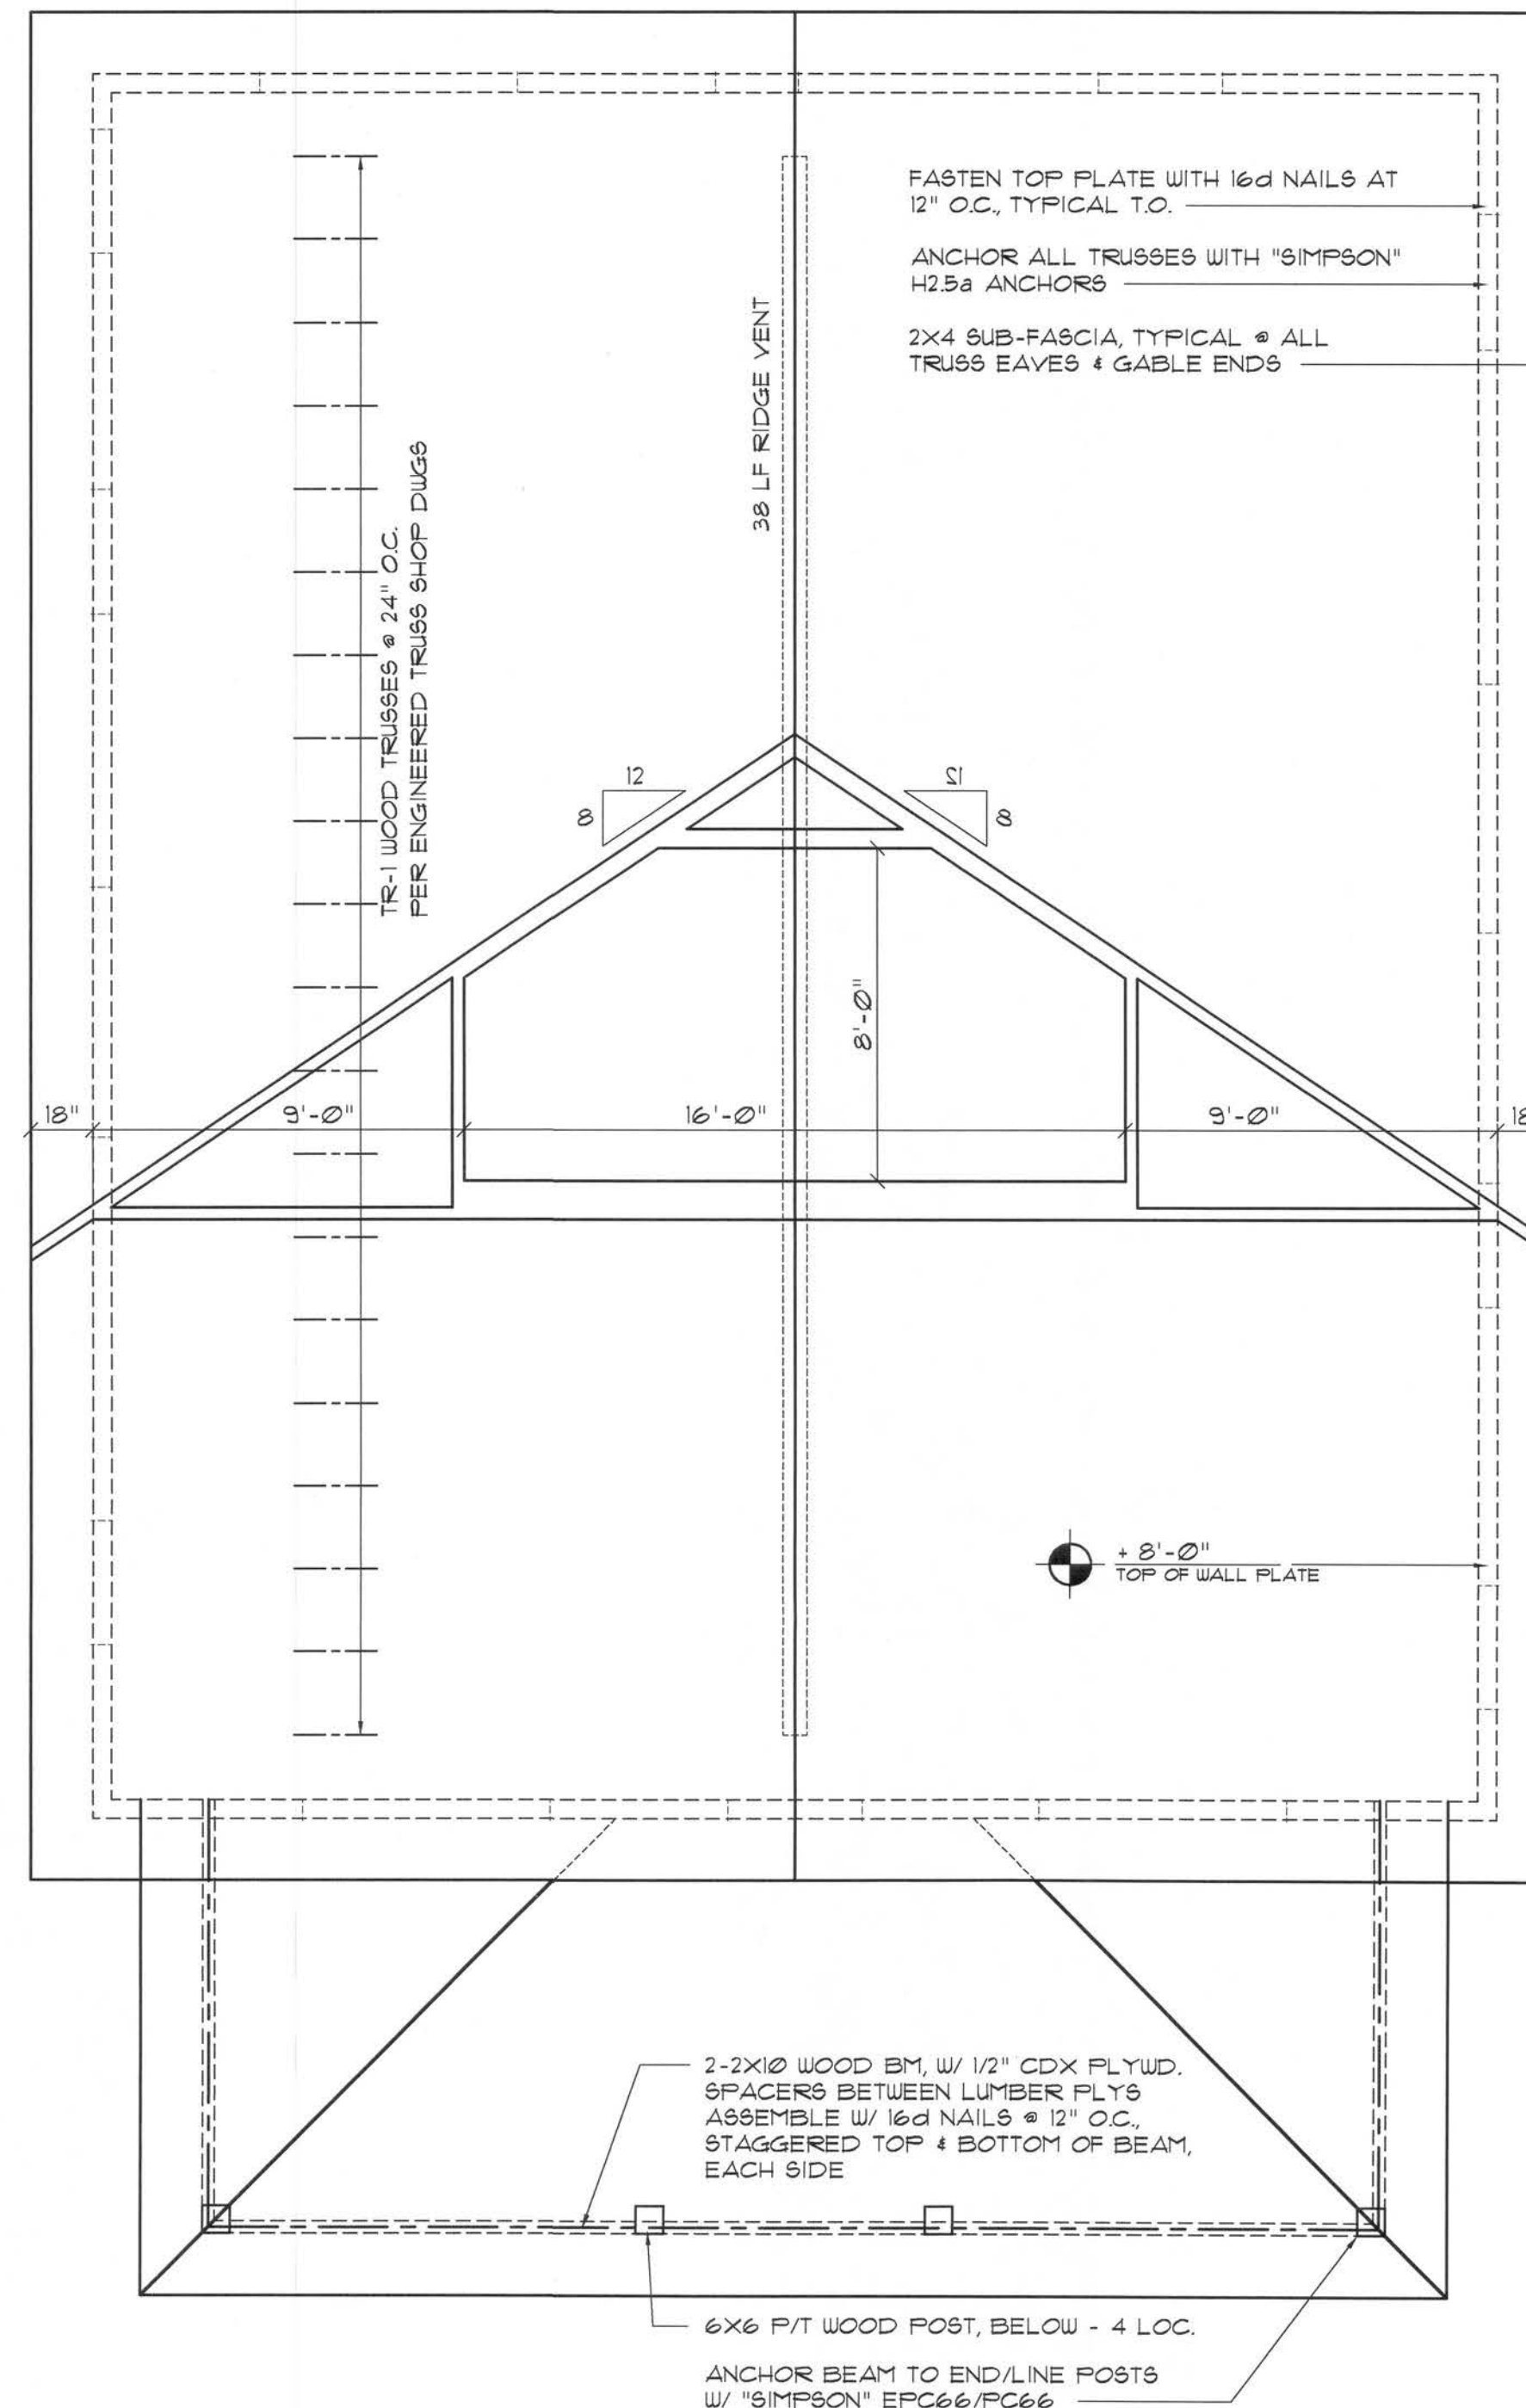 FASTEN TOP PLATE WITH 16d NAILS AT
12" O.C., TYPICAL T.O.
ANCHOR ALL TRUSSES WITH "SIMPSON"
H2.5a ANCHORS
2X4 SUB-FASCIA, TYPICAL @ ALL
TRUSS EAVES & GABLE ENDS
38 LF RIDGE VENT
TR-1 WOOD TRUSSES @ 24" O.C.
PER ENGINEERED TRUSS SHOP DWGS
12
8
12
8
8'-0"
18"
9'-0"
16'-0"
9'-0"
18
+ 8'-0"
TOP OF WALL PLATE
2-2X10 WOOD BM, W/ 1/2" CDX PLYWD.
SPACERS BETWEEN LUMBER PLYS
ASSEMBLE W/ 16d NAILS @ 12" O.C.,
STAGGERED TOP & BOTTOM OF BEAM,
EACH SIDE
6X6 P/T WOOD POST, BELOW - 4 LOC.
ANCHOR BEAM TO END/LINE POSTS
W/ "SIMPSON" EPC66/PC66